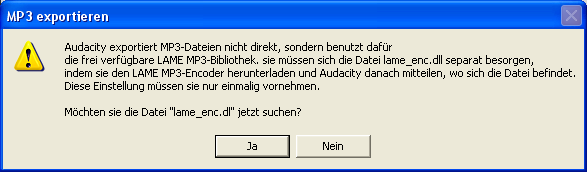 MP3 exportieren
Audacity exportiert MP3-Dateien nicht direkt, sondern benutzt dafür
die frei verfügbare LAME MP3-Bibliothek. sie müssen sich die Datei lame_enc.dll separat besorgen,
indem sie den LAME MP3-Encoder herunterladen und Audacity danach mitteilen, wo sich die Datei befindet.
Diese Einstellung müssen sie nur einmalig vornehmen.
Möchten sie die Datei "lame_enc.dl" jetzt suchen?
Ja
Nein